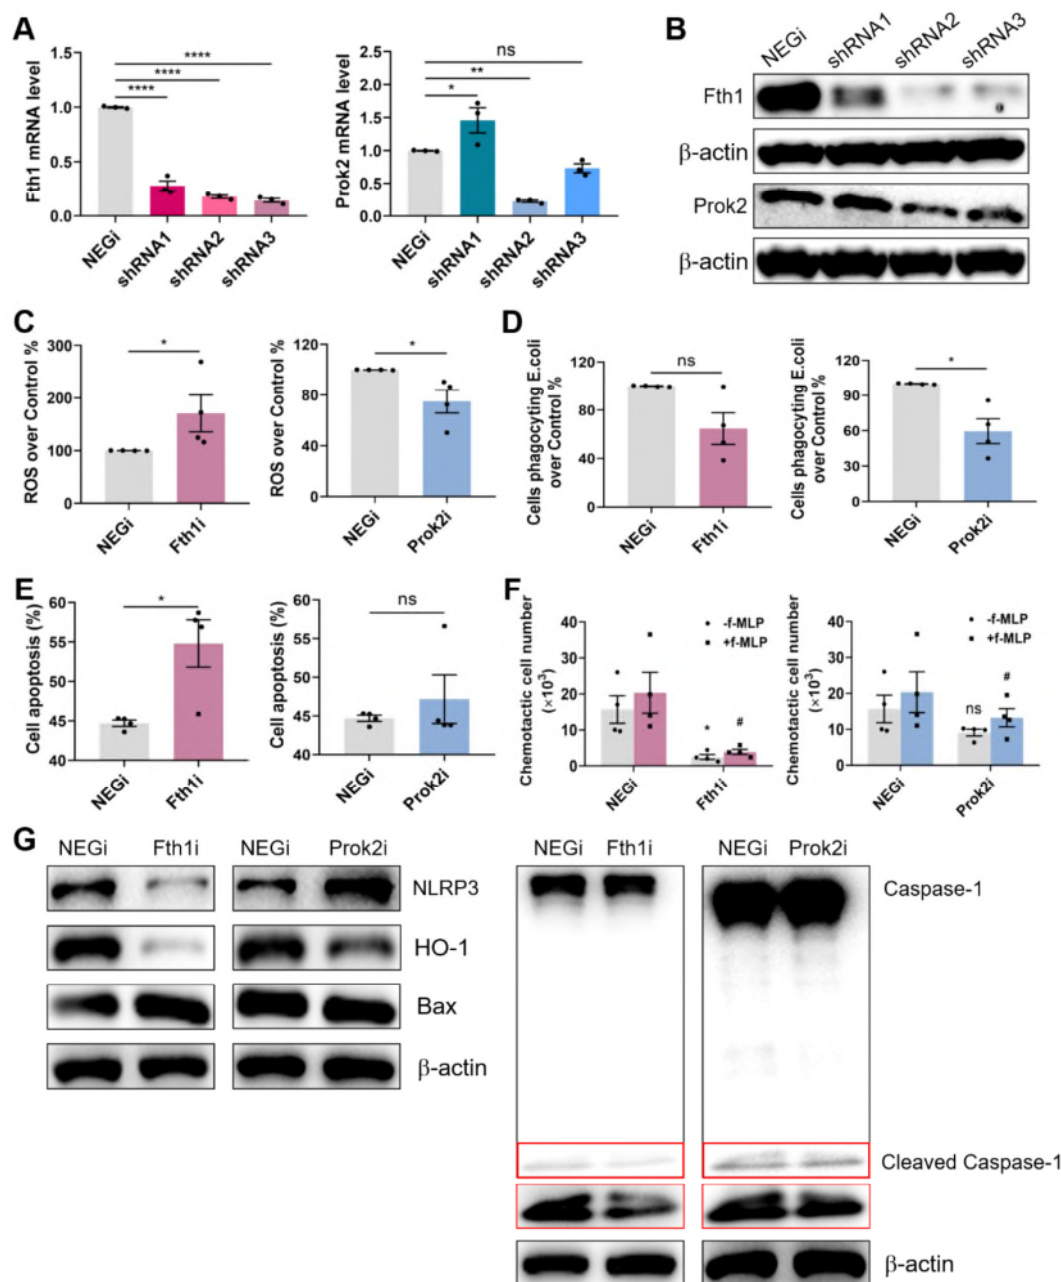 A
Fth1 mRNA level
1.5
1.0
0.5
0.0
****
****
****
NEGi
shRNA1
shRNA2
shRNA3
Prok2 mRNA level
2.5
2.0
1.5
1.0
0.5
0.0
ns
**
*
NEGi
shRNA1
shRNA2
shRNA3
B
NEGi shRNA1 shRNA2 shRNA3
Fth1
β-actin
Prok2
β-actin
C
ROS over Control %
300
200
100
0
*
NEGi
Fth1i
ROS over Control %
120
80
40
0
*
NEGi
Prok2i
D
Cells phagocyting E.coli
over Control %
120
90
60
30
0
ns
NEGi
Fth1i
Cells phagocyting E.coli
over Control %
120
90
60
30
0
*
NEGi
Prok2i
E
Cell apoptosis (%)
60
55
50
45
40
*
NEGi
Fth1i
Cell apoptosis (%)
60
55
50
45
40
ns
NEGi
Prok2i
F
Chemotactic cell number
(×10³)
40
30
20
10
0
-f-MLP
+f-MLP
* #
NEGi
Fth1i
Chemotactic cell number
(×10³)
40
30
20
10
0
-f-MLP
+f-MLP
ns #
NEGi
Prok2i
G
NEGi Fth1i NEGi Prok2i
NLRP3
HO-1
Bax
β-actin
NEGi Fth1i NEGi Prok2i
Caspase-1
Cleaved Caspase-1
β-actin